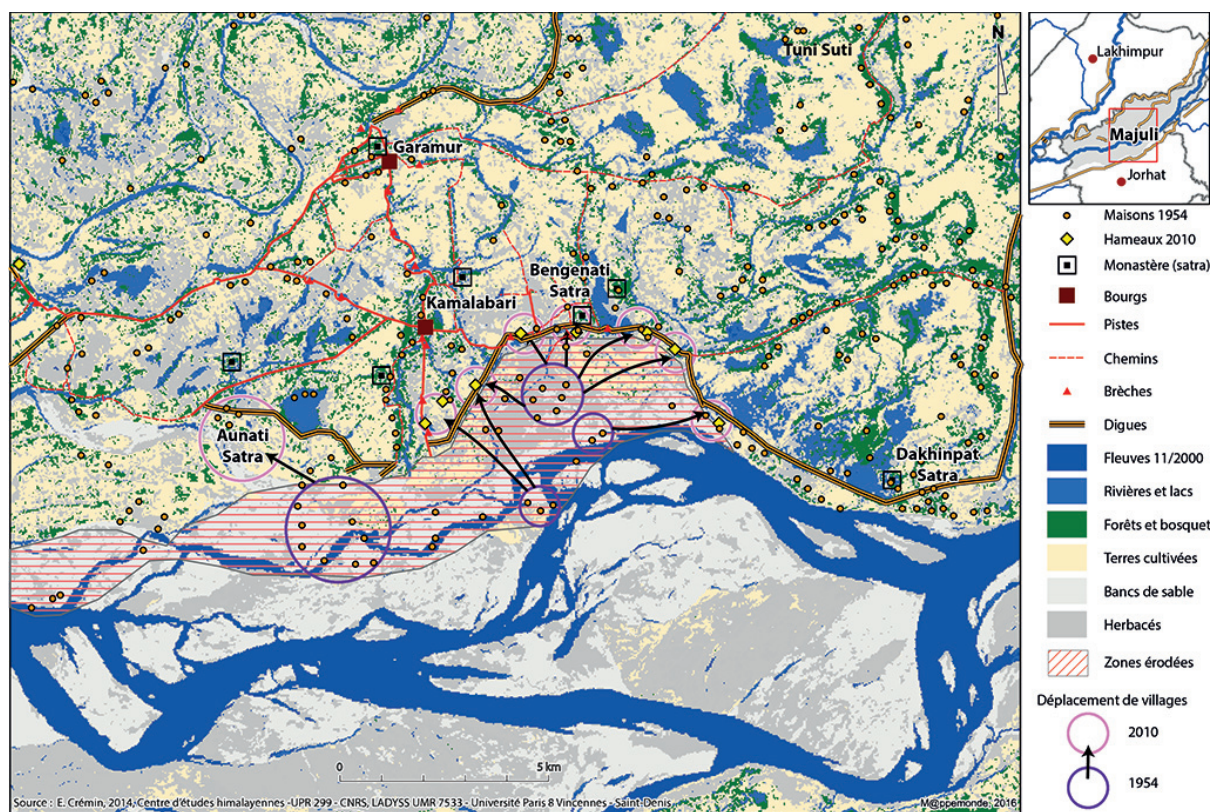 Tuni Suti
N
Garamur
Bengenati
Satra
Kamalabari
Aunati
Satra
Dakhinpat
Satra
0
5 km
Source : E. Crémin, 2014, Centre d'études himalayennes -UPR 299 - CNRS, LADYSS UMR 7533 - Université Paris 8 Vincennes - Saint-Denis
M@ppemonde, 2016
Lakhimpur
Majuli
Jorhat
Maisons 1954
Hameaux 2010
Monastère (satra)
Bourgs
Pistes
Chemins
Brèches
Digues
Fleuves 11/2000
Rivières et lacs
Forêts et bosquet
Terres cultivées
Bancs de sable
Herbacés
Zones érodées
Déplacement de villages
2010
1954